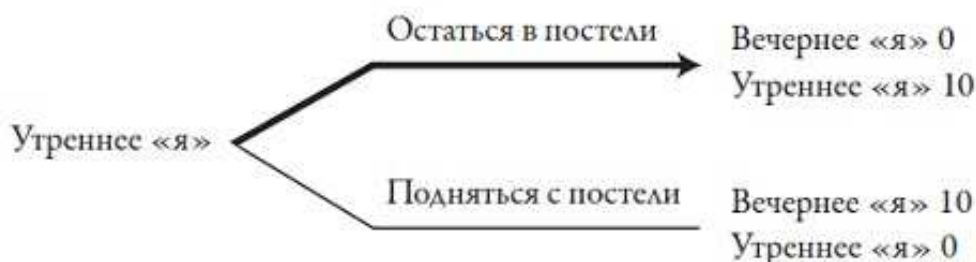 Остаться в постели
Вечернее «я» 0
Утреннее «я» 10
Утреннее «я»
Подняться с постели
Вечернее «я» 10
Утреннее «я» 0